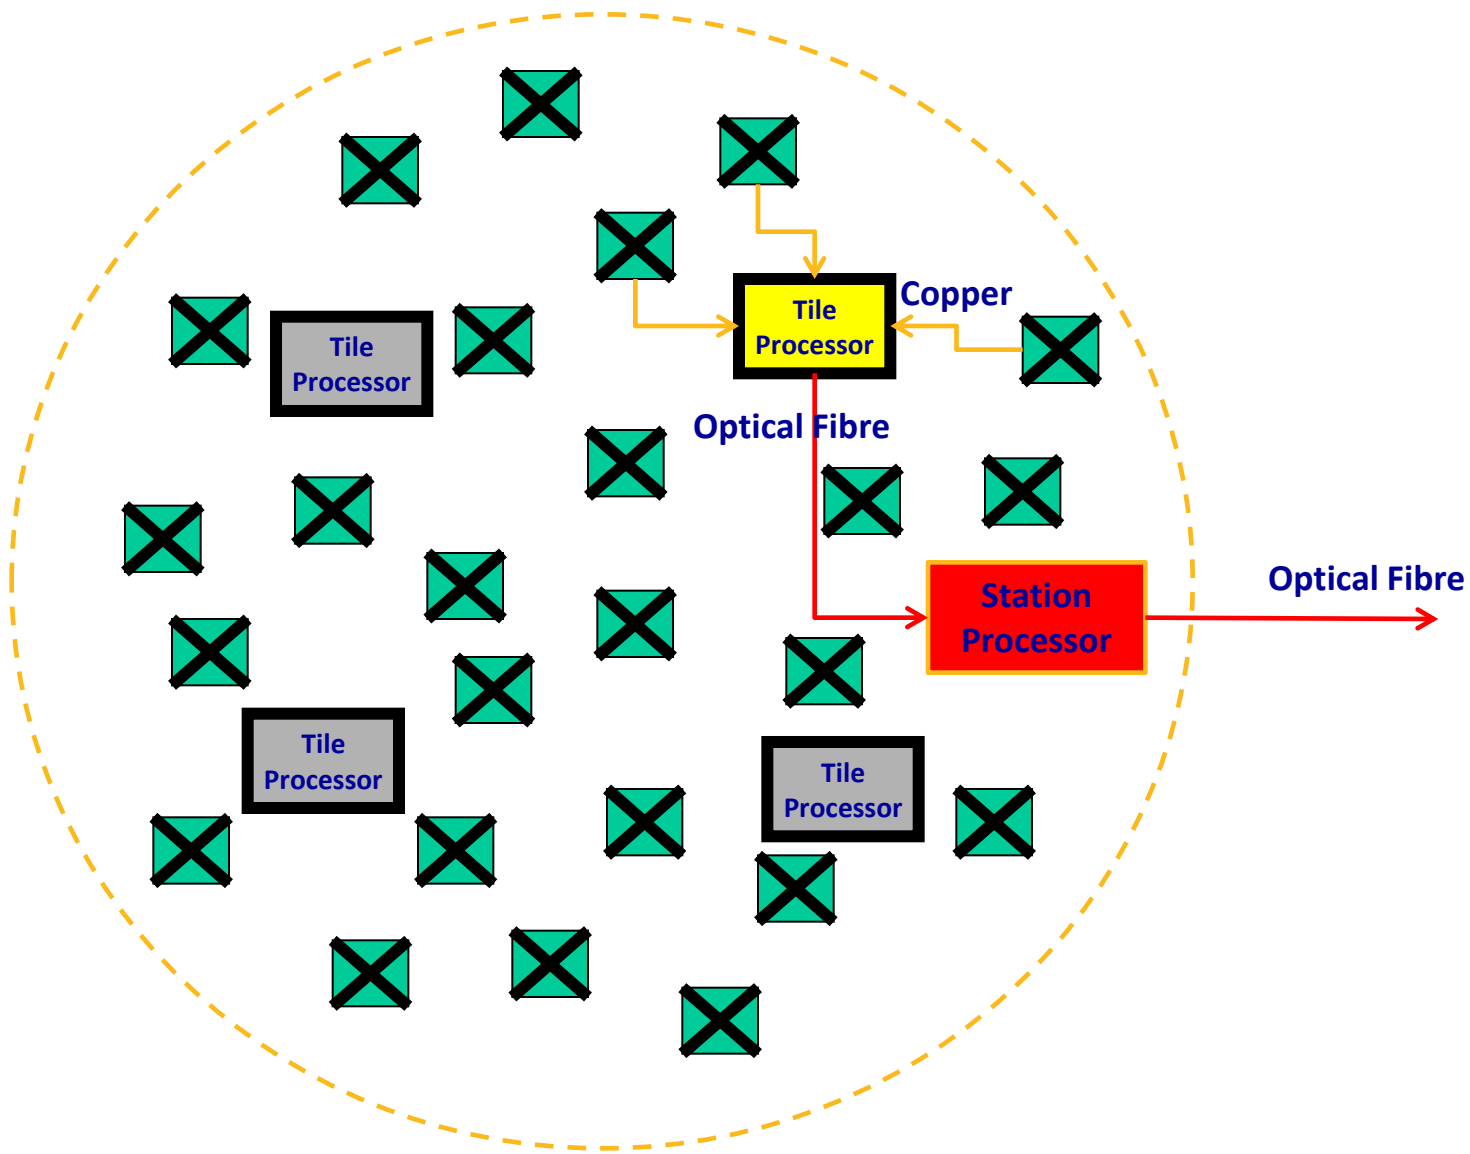 Copper
Tile
Processor
Tile
Processor
Optical Fibre
Optical Fibre
Station
Processor
Tile
Processor
Tile
Processor